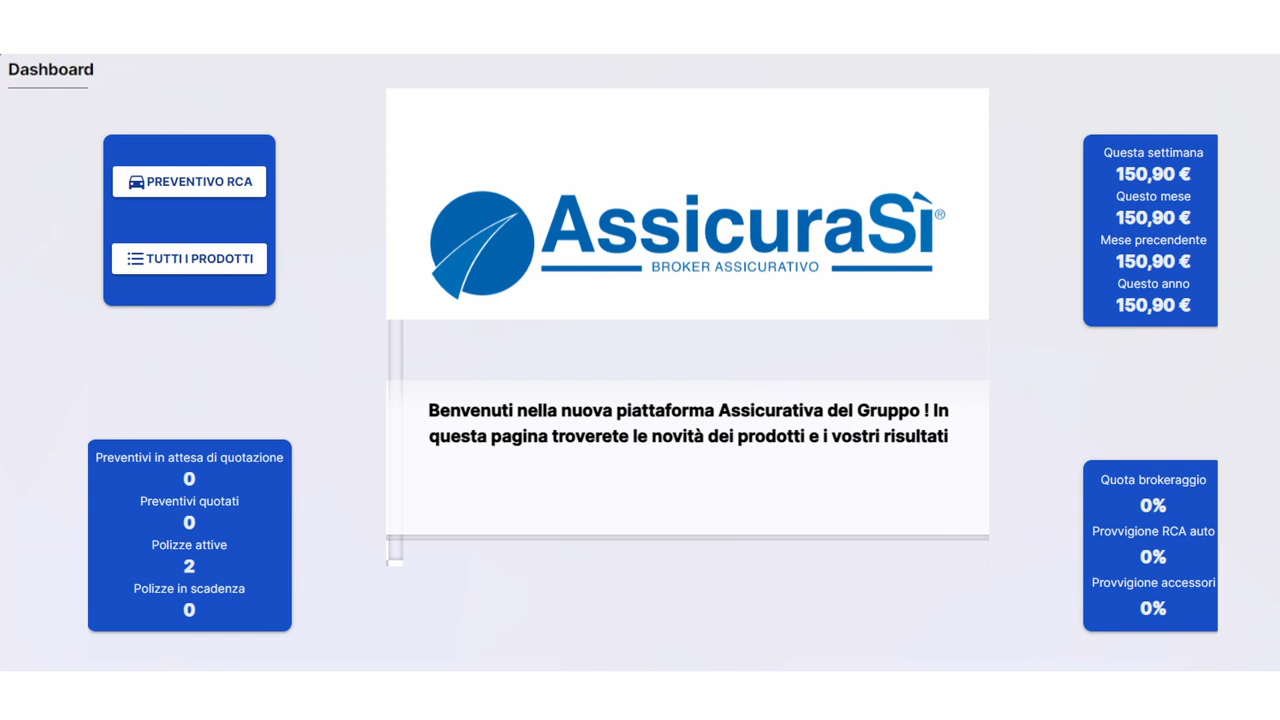 Dashboard
PREVENTIVO RCA
TUTTI I PRODOTTI
Preventivi in attesa di quotazione
0
Preventivi quotati
0
Polizze attive
2
Polizze in scadenza
0
AssicuraSì®
BROKER ASSICURATIVO
Benvenuti nella nuova piattaforma Assicurativa del Gruppo ! In
questa pagina troverete le novità dei prodotti e i vostri risultati
Questa settimana
150,90 €
Questo mese
150,90 €
Mese precendente
150,90 €
Questo anno
150,90 €
Quota brokeraggio
0%
Provvigione RCA auto
0%
Provvigione accessori
0%